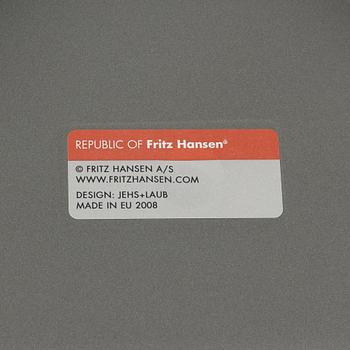 REPUBLIC OF Fritz Hansen®
© FRITZ HANSEN A/S
WWW.FRITZHANSEN.COM
DESIGN: JEHS+LAUB
MADE IN EU 2008